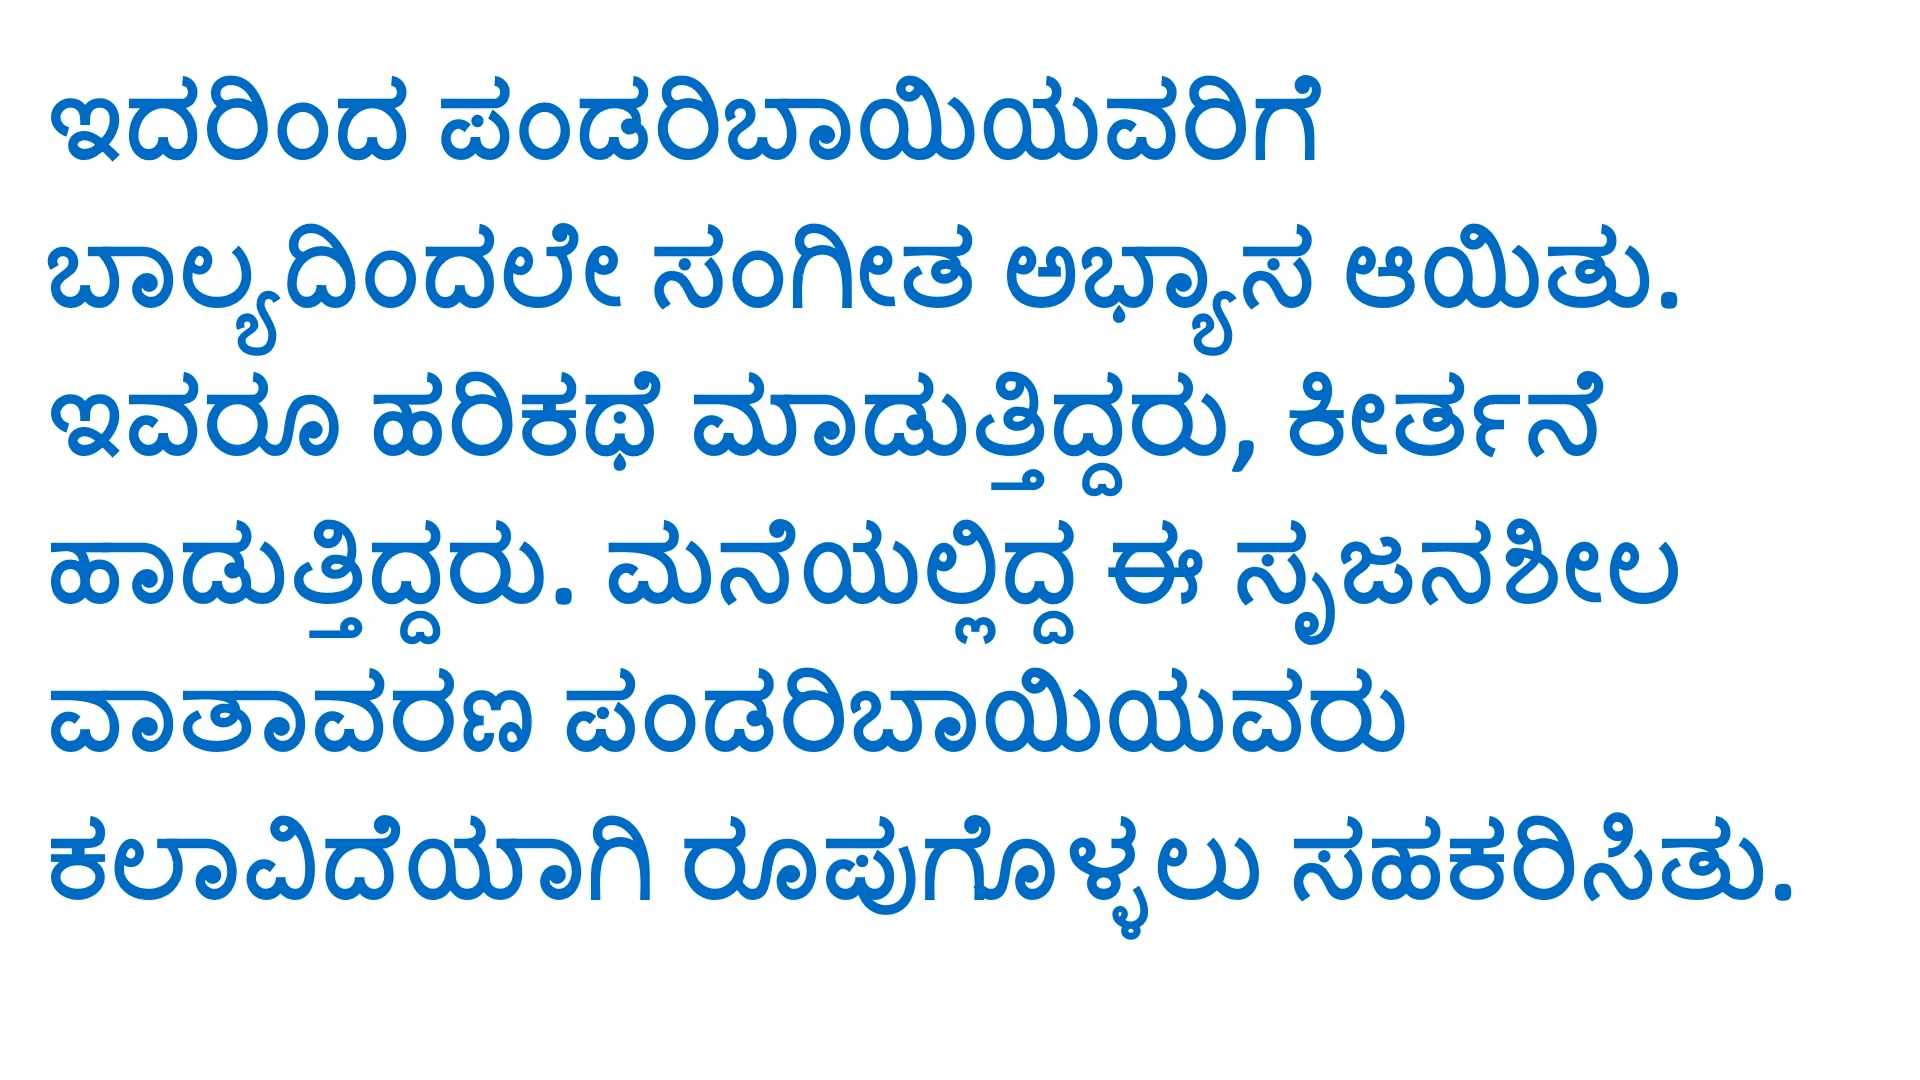 ಇದರಿಂದ ಪಂಡರಿಬಾಯಿಯವರಿಗೆ
ಬಾಲ್ಯದಿಂದಲೇ ಸಂಗೀತ ಅಭ್ಯಾಸ ಆಯಿತು.
ಇವರೂ ಹರಿಕಥೆ ಮಾಡುತ್ತಿದ್ದರು, ಕೀರ್ತನೆ
ಹಾಡುತ್ತಿದ್ದರು. ಮನೆಯಲ್ಲಿದ್ದ ಈ ಸೃಜನಶೀಲ
ವಾತಾವರಣ ಪಂಡರಿಬಾಯಿಯವರು
ಕಲಾವಿದೆಯಾಗಿ ರೂಪುಗೊಳ್ಳಲು ಸಹಕರಿಸಿತು.